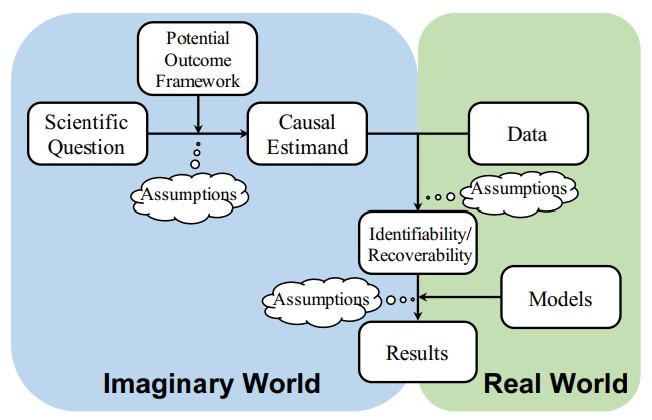 Potential
Outcome
Framework
Scientific
Question
Causal
Estimand
Data
Assumptions
Assumptions
Identifiability/
Recoverability
Assumptions
Models
Results
Imaginary World
Real World